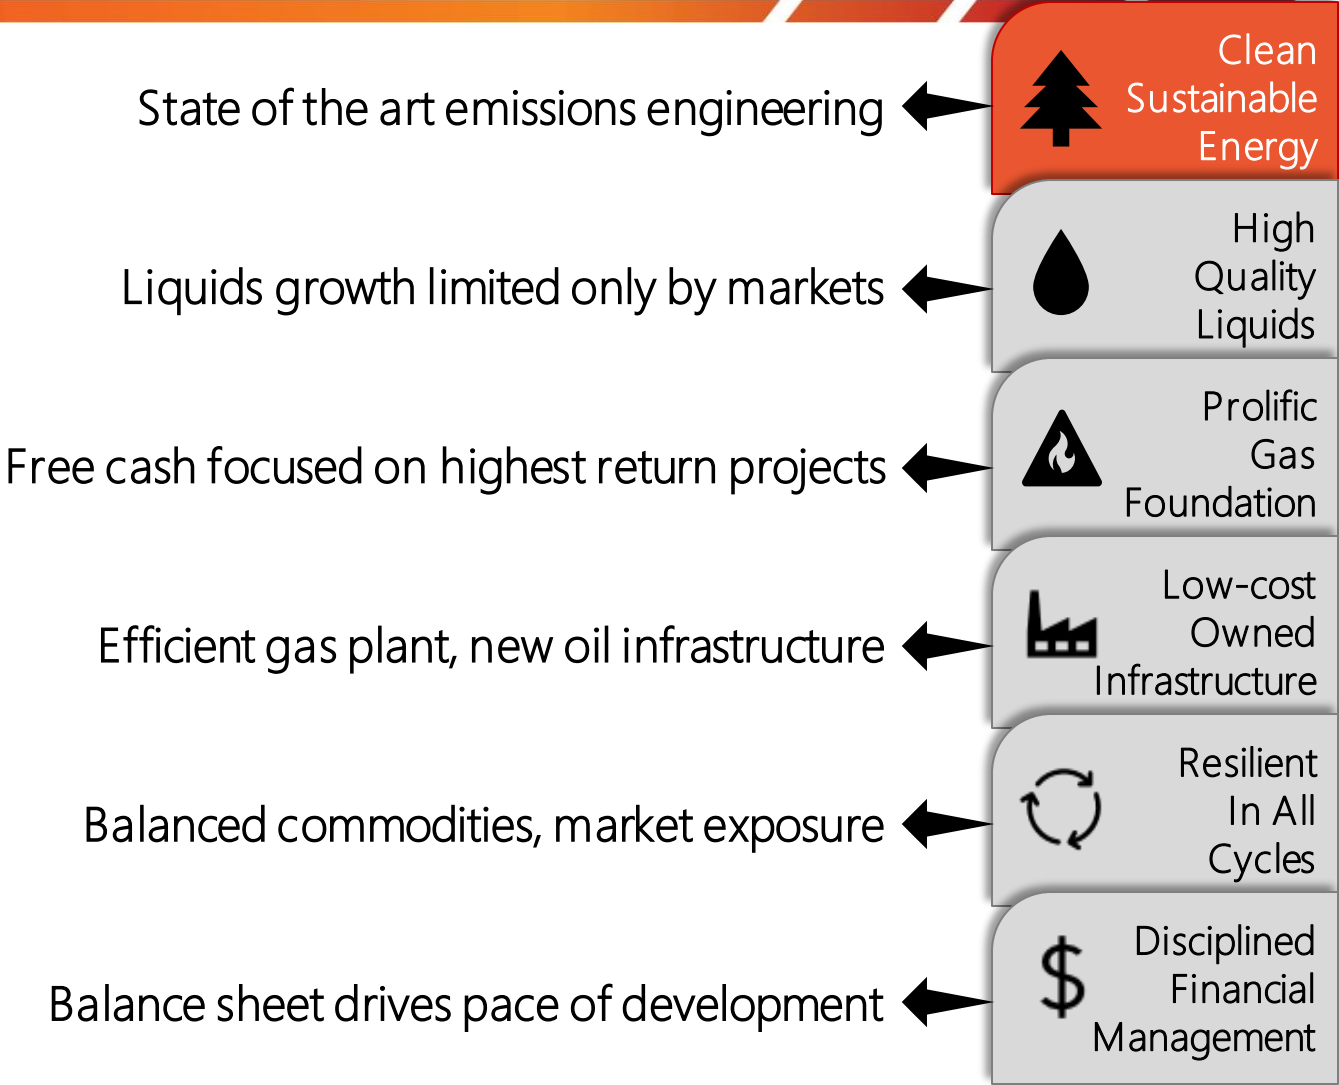 State of the art emissions engineering
Clean
Sustainable
Energy
Liquids growth limited only by markets
High
Quality
Liquids
Free cash focused on highest return projects
Prolific
Gas
Foundation
Efficient gas plant, new oil infrastructure
Low-cost
Owned
Infrastructure
Balanced commodities, market exposure
Resilient
In All
Cycles
Balance sheet drives pace of development
$
Disciplined
Financial
Management